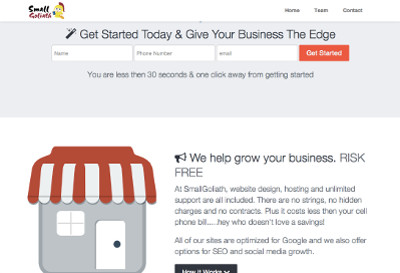 Small
Goliath
Home Team Contact
Get Started Today & Give Your Business The Edge
Name Phone Number email Get Started
You are less then 30 seconds & one click away from getting started
We help grow your business. RISK
FREE
At SmallGoliath, website design, hosting and unlimited
support are all included. There are no strings, no hidden
charges and no contracts. Plus it costs less then your cell
phone bill.....hey who doesn't love a savings!
All of our sites are optimized for Google and we also offer
options for SEO and social media growth.
How It Works